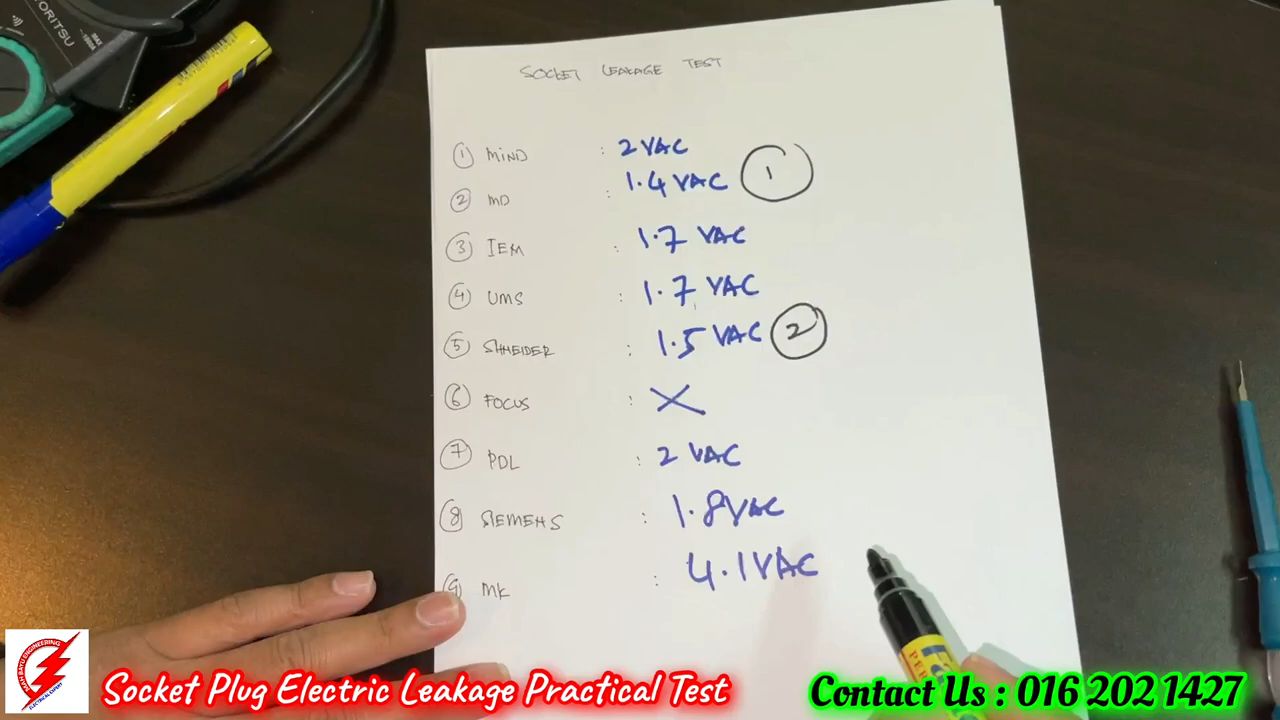 KYORITSU
SOCKET LEAKAGE TEST
1 MIND : 2 VAC
2 MD : 1.4 VAC 1
3 IEM : 1.7 VAC
4 UMS : 1.7 VAC
5 SHNEIDER : 1.5 VAC 2
6 FOCUS : X
7 PDL : 2 VAC
8 SIEMENS : 1.8 VAC
9 MK : 4.1 VAC
Socket Plug Electric Leakage Practical Test
Contact Us : 016 202 1427